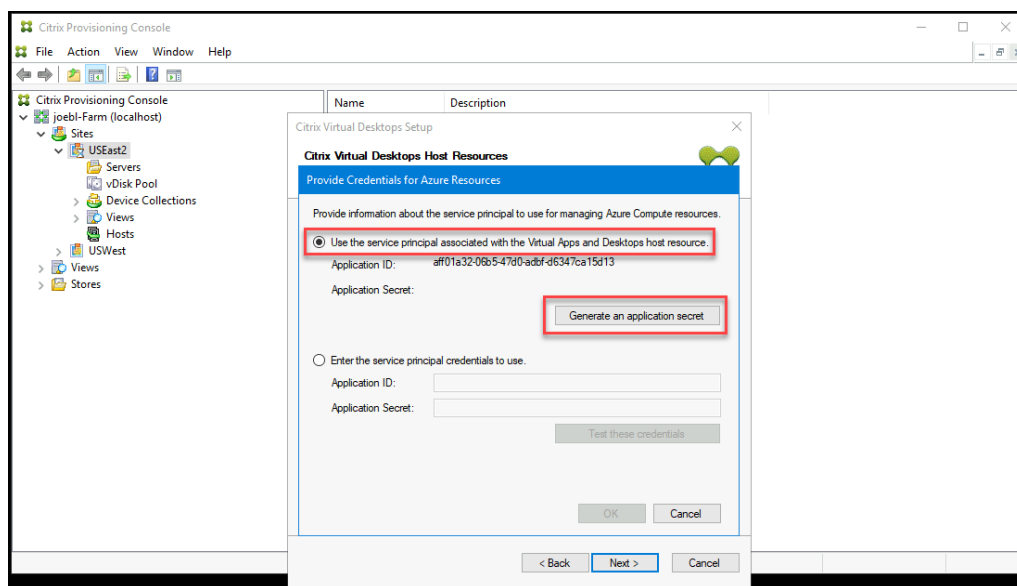 Citrix Provisioning Console
File Action View Window Help
Citrix Provisioning Console
joebl-Farm (localhost)
Sites
USEast2
Servers
vDisk Pool
Device Collections
Views
Hosts
USWest
Views
Stores
Name Description
Citrix Virtual Desktops Setup
Citrix Virtual Desktops Host Resources
Provide Credentials for Azure Resources
Provide information about the service principal to use for managing Azure Compute resources.
Use the service principal associated with the Virtual Apps and Desktops host resource.
Application ID: aff01a32-06b5-47d0-adbf-d6347ca15d13
Application Secret:
Generate an application secret
Enter the service principal credentials to use.
Application ID:
Application Secret:
Test these credentials
OK Cancel
< Back Next > Cancel